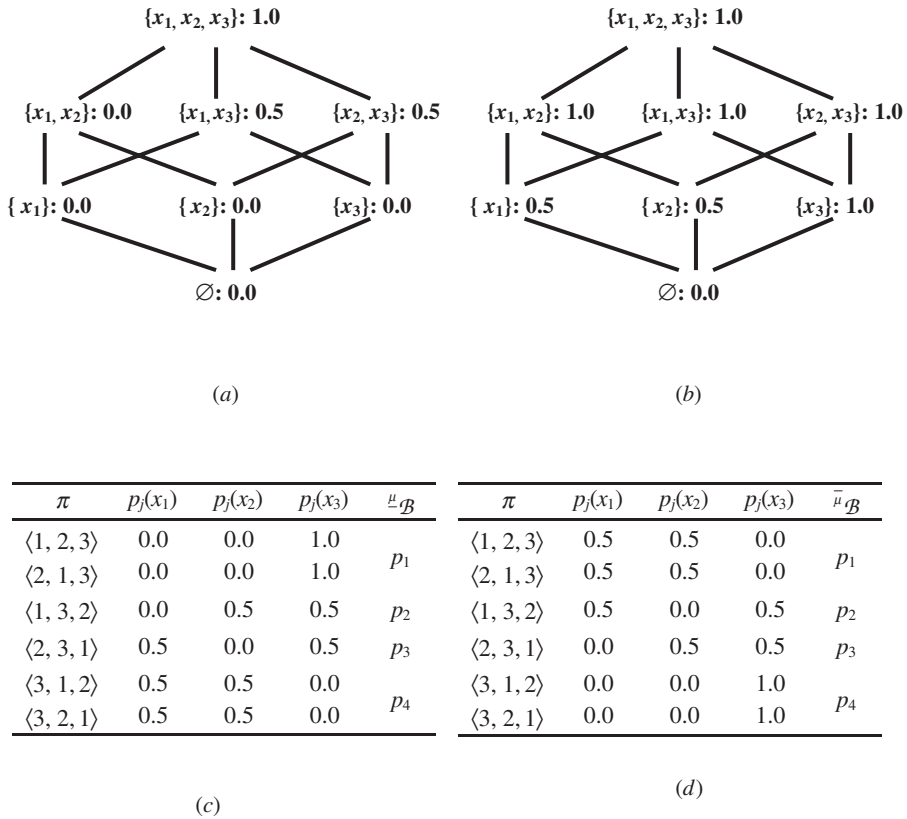 {x1, x2, x3}: 1.0
{x1, x2}: 0.0 {x1, x3}: 0.5 {x2, x3}: 0.5
{ x1}: 0.0 {x2}: 0.0 {x3}: 0.0
∅: 0.0
(a)
{x1, x2, x3}: 1.0
{x1, x2}: 1.0 {x1, x3}: 1.0 {x2, x3}: 1.0
{ x1}: 0.5 {x2}: 0.5 {x3}: 1.0
∅: 0.0
(b)
π pj(x1) pj(x2) pj(x3) μ̲ℬ
⟨1, 2, 3⟩ 0.0 0.0 1.0
p1
⟨2, 1, 3⟩ 0.0 0.0 1.0
⟨1, 3, 2⟩ 0.0 0.5 0.5 p2
⟨2, 3, 1⟩ 0.5 0.0 0.5 p3
⟨3, 1, 2⟩ 0.5 0.5 0.0
p4
⟨3, 2, 1⟩ 0.5 0.5 0.0
(c)
π pj(x1) pj(x2) pj(x3) μ̅ℬ
⟨1, 2, 3⟩ 0.5 0.5 0.0
p1
⟨2, 1, 3⟩ 0.5 0.5 0.0
⟨1, 3, 2⟩ 0.5 0.0 0.5 p2
⟨2, 3, 1⟩ 0.0 0.5 0.5 p3
⟨3, 1, 2⟩ 0.0 0.0 1.0
p4
⟨3, 2, 1⟩ 0.0 0.0 1.0
(d)